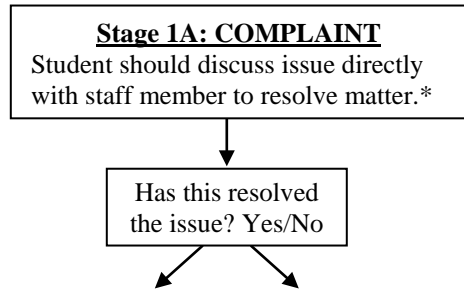 Stage 1A: COMPLAINT
Student should discuss issue directly
with staff member to resolve matter.*
Has this resolved
the issue? Yes/No